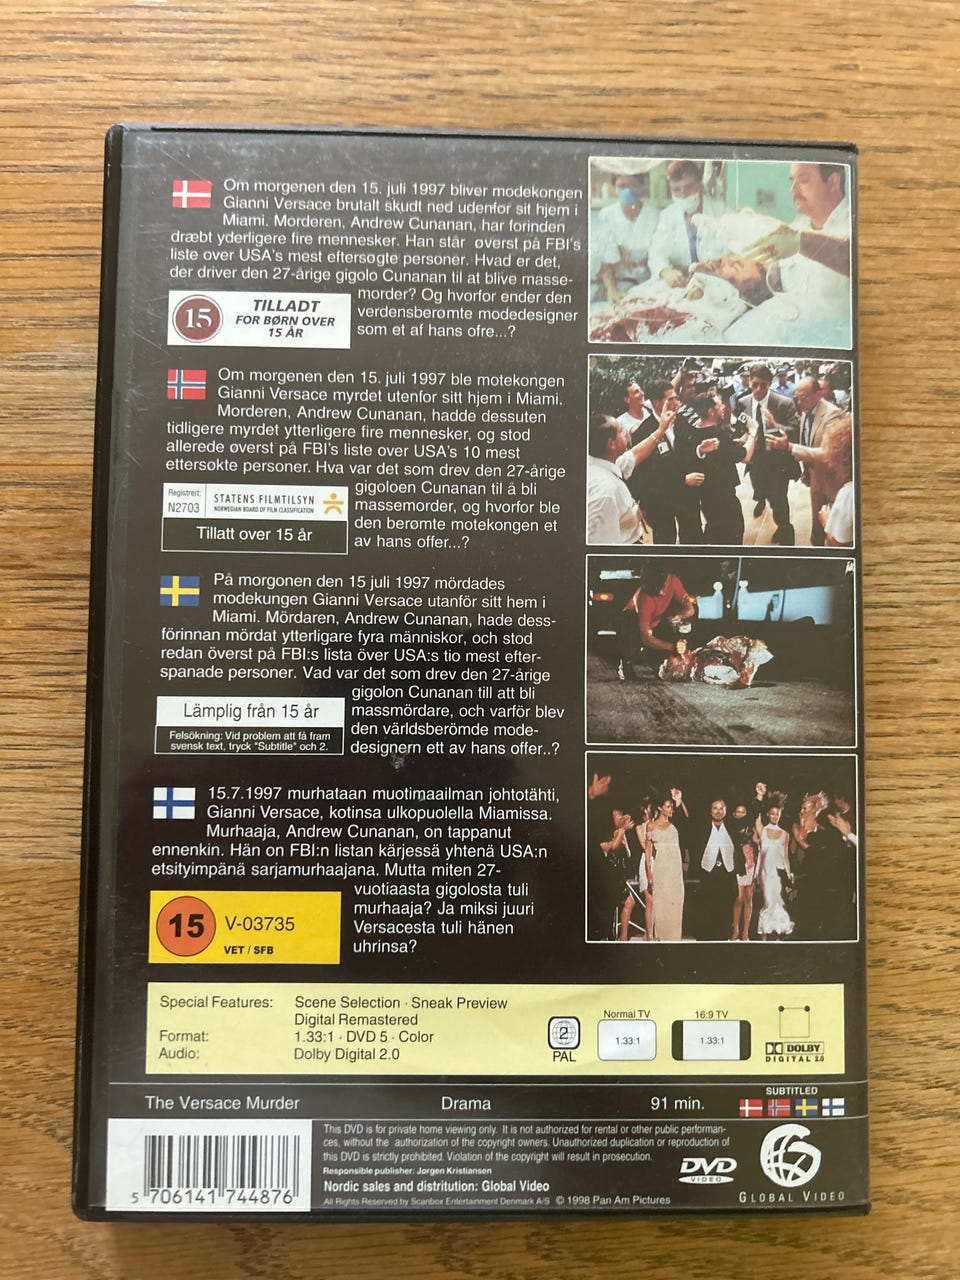 Om morgenen den 15. juli 1997 bliver modekongen
Gianni Versace brutalt skudt ned udenfor sit hjem i
Miami. Morderen, Andrew Cunanan, har forinden
dræbt yderligere fire mennesker. Han står øverst på FBI's
liste over USA's mest eftersøgte personer. Hvad er det,
der driver den 27-årige gigolo Cunanan til at blive masse-
morder? Og hvorfor ender den
verdensberømte modedesigner
som et af hans ofre...?
15
TILLADT
FOR BØRN OVER
15 ÅR
Om morgenen den 15. juli 1997 ble motekongen
Gianni Versace myrdet utenfor sitt hjem i Miami.
Morderen, Andrew Cunanan, hadde dessuten
tidligere myrdet ytterligere fire mennesker, og stod
allerede øverst på FBI's liste over USA's 10 mest
ettersøkte personer. Hva var det som drev den 27-årige
gigoloen Cunanan til å bli
massemorder, og hvorfor ble
den berømte motekongen et
av hans offer...?
Registrert:
N2703
STATENS FILMTILSYN
NORWEGIAN BOARD OF FILM CLASSIFICATION
Tillatt over 15 år
På morgonen den 15 juli 1997 mördades
modekungen Gianni Versace utanför sitt hem i
Miami. Mördaren, Andrew Cunanan, hade dess-
förinnan mördat ytterligare fyra människor, och stod
redan överst på FBI:s lista över USA:s tio mest efter-
spanade personer. Vad var det som drev den 27-årige
gigolon Cunanan till att bli
massmördare, och varför blev
den världsberömde mode-
designern ett av hans offer..?
Lämplig från 15 år
Felsökning: Vid problem att få fram
svensk text, tryck "Subtitle" och 2.
15.7.1997 murhataan muotimaailman johtotähti,
Gianni Versace, kotinsa ulkopuolella Miamissa.
Murhaaja, Andrew Cunanan, on tappanut
ennenkin. Hän on FBI:n listan kärjessä yhtenä USA:n
etsityimpänä sarjamurhaajana. Mutta miten 27-
vuotiaasta gigolosta tuli
murhaaja? Ja miksi juuri
Versacesta tuli hänen
uhrinsa?
15
V-03735
VET / SFB
Special Features: Scene Selection · Sneak Preview
Digital Remastered
Format: 1.33:1 · DVD 5 · Color
Audio: Dolby Digital 2.0
2
PAL
Normal TV
1.33:1
16:9 TV
1.33:1
DOLBY
DIGITAL 2.0
The Versace Murder Drama 91 min.
SUBTITLED
5 706141 744876
This DVD is for private home viewing only. It is not authorized for rental or other public performan-
ces, without the authorization of the copyright owners. Unauthorized duplication or reproduction of
this DVD is strictly prohibited. Violation of the copyright will result in prosecution.
Responsible publisher: Jørgen Kristiansen
Nordic sales and distritution: Global Video
All Rights Reserved by Scanbox Entertainment Denmark A/S © 1998 Pan Am Pictures
DVD
VIDEO
GLOBAL VIDEO